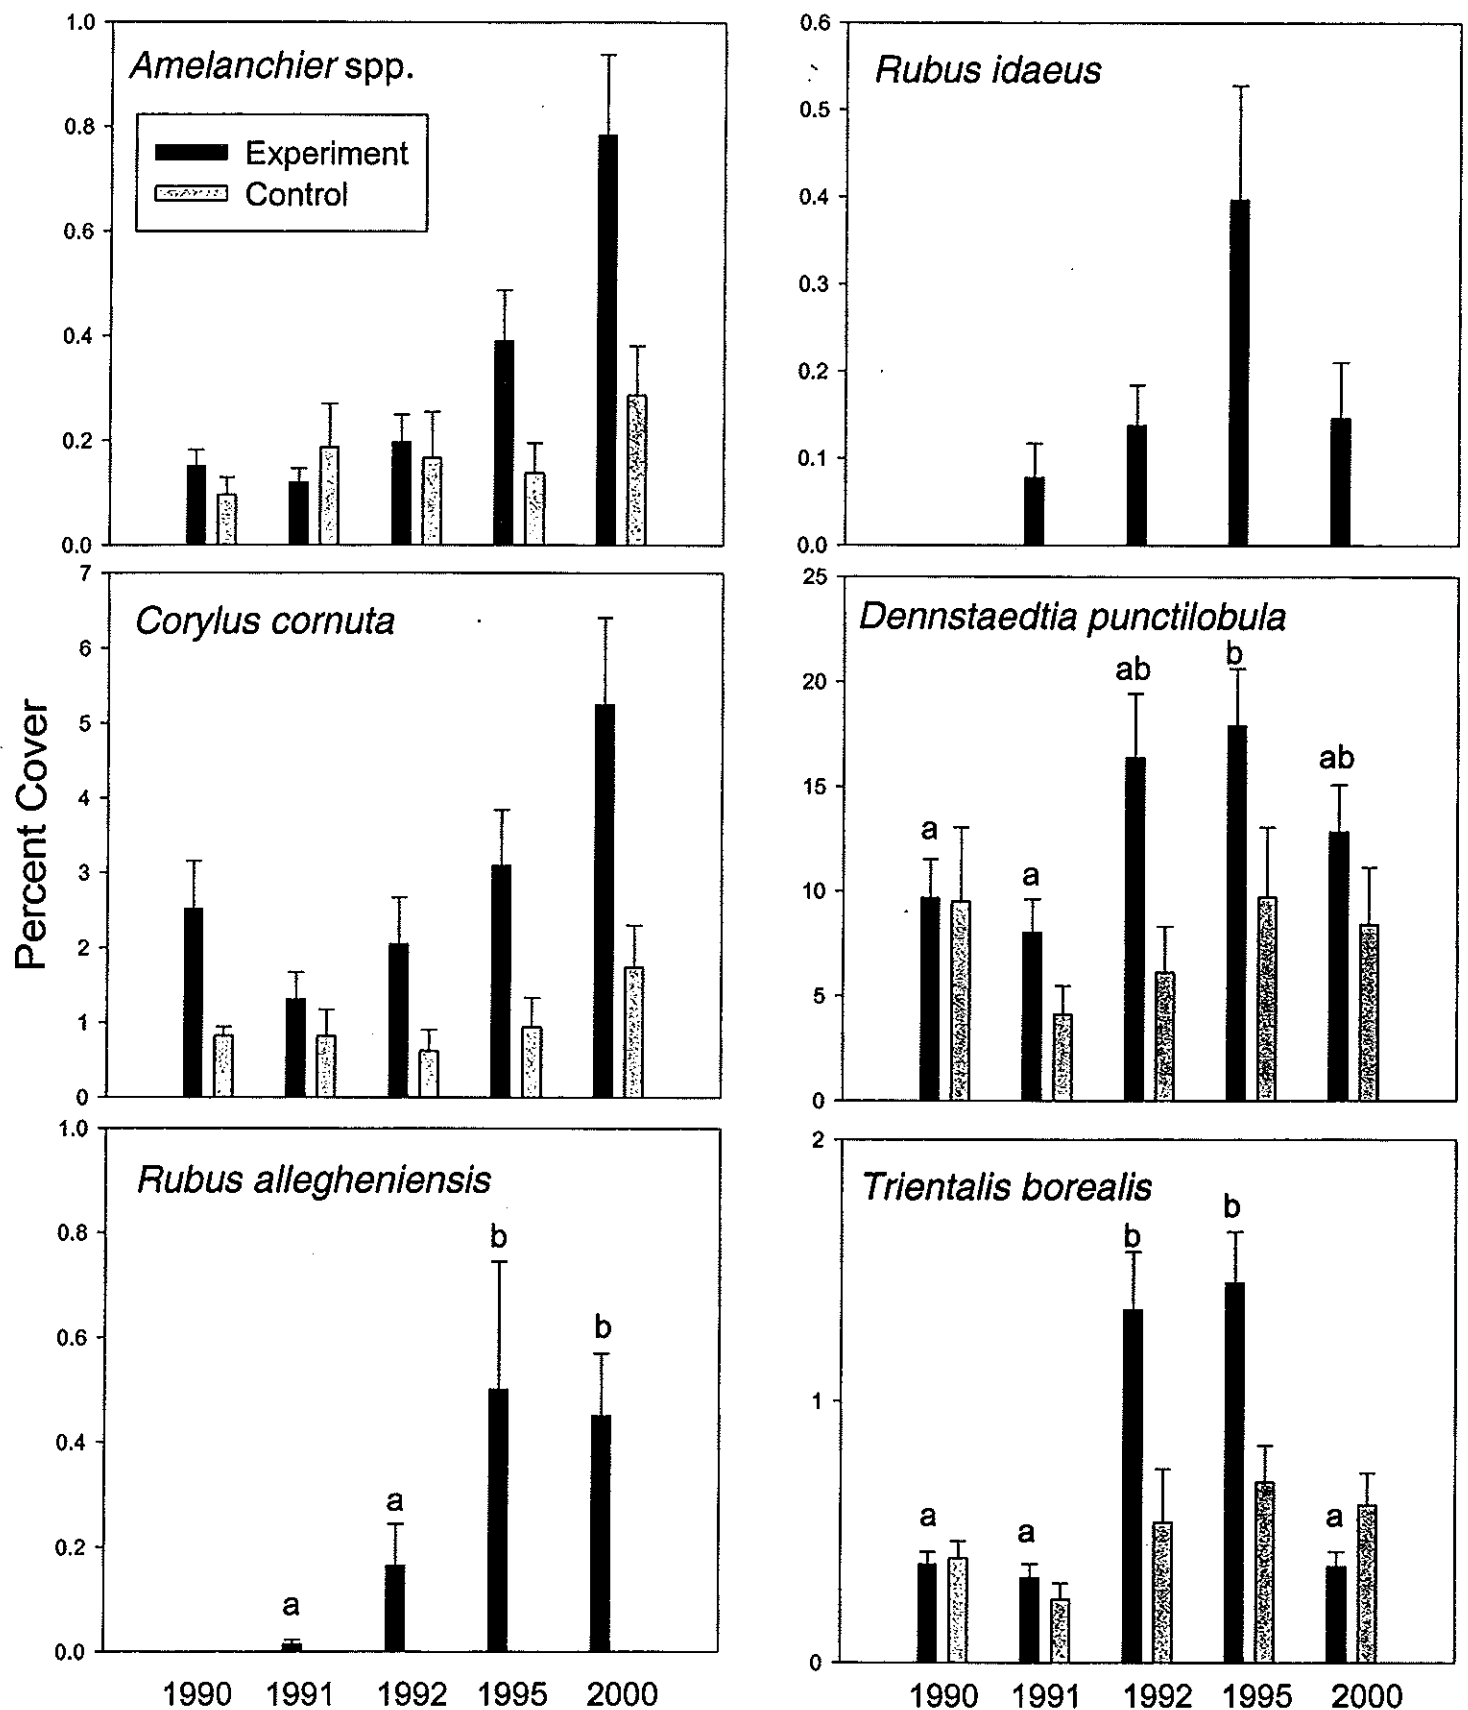 Percent Cover
Amelanchier spp.
Experiment
Control
1.0
0.8
0.6
0.4
0.2
0.0
Rubus idaeus
0.6
0.5
0.4
0.3
0.2
0.1
0.0
Corylus cornuta
7
6
5
4
3
2
1
0
Dennstaedtia punctilobula
25
20
15
10
5
0
a
a
ab
b
ab
Rubus allegheniensis
1.0
0.8
0.6
0.4
0.2
0.0
a
a
b
b
1990 1991 1992 1995 2000
Trientalis borealis
2
1
0
a
a
b
b
a
1990 1991 1992 1995 2000